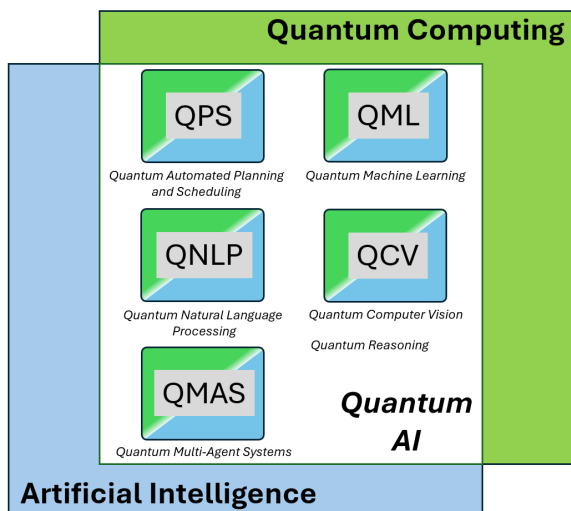 Quantum Computing
QPS
Quantum Automated Planning
and Scheduling
QML
Quantum Machine Learning
QNLP
Quantum Natural Language
Processing
QCV
Quantum Computer Vision
Quantum Reasoning
QMAS
Quantum Multi-Agent Systems
Quantum
AI
Artificial Intelligence